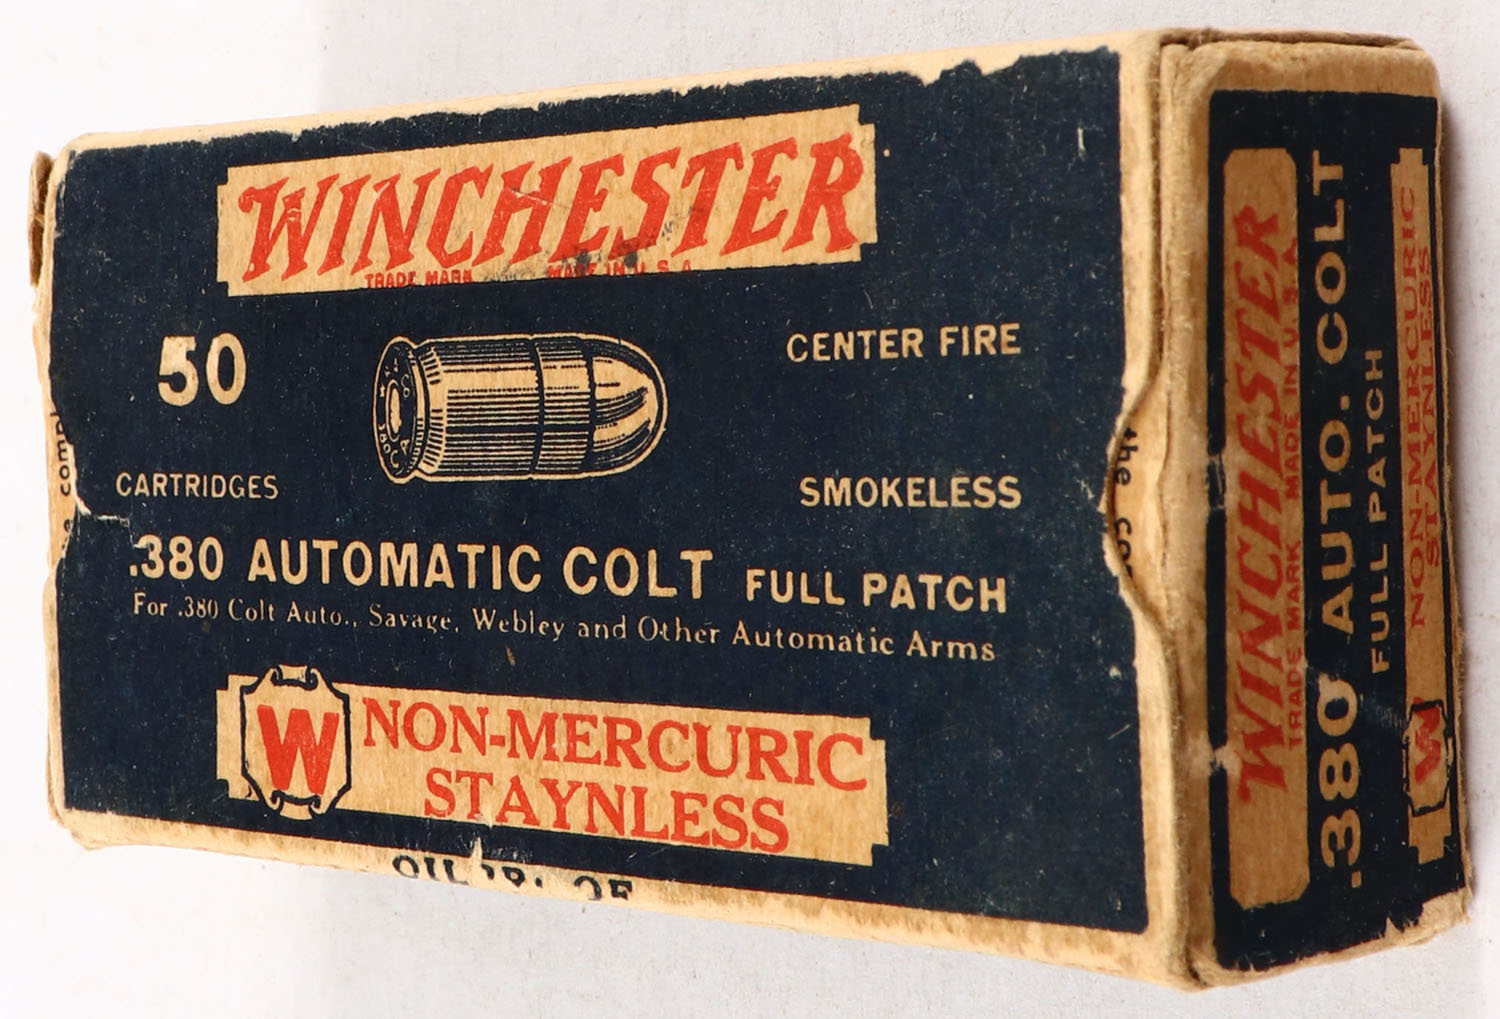 WINCHESTER
TRADE MARK MADE IN U.S.A.
50
CENTER FIRE
CARTRIDGES
SMOKELESS
.380 AUTOMATIC COLT FULL PATCH
For .380 Colt Auto., Savage, Webley and Other Automatic Arms
W NON-MERCURIC
STAYNLESS
the
WINCHESTER
TRADE MARK MADE IN U.S.A.
.380 AUTO. COLT
FULL PATCH
W NON-MERCURIC
STAYNLESS